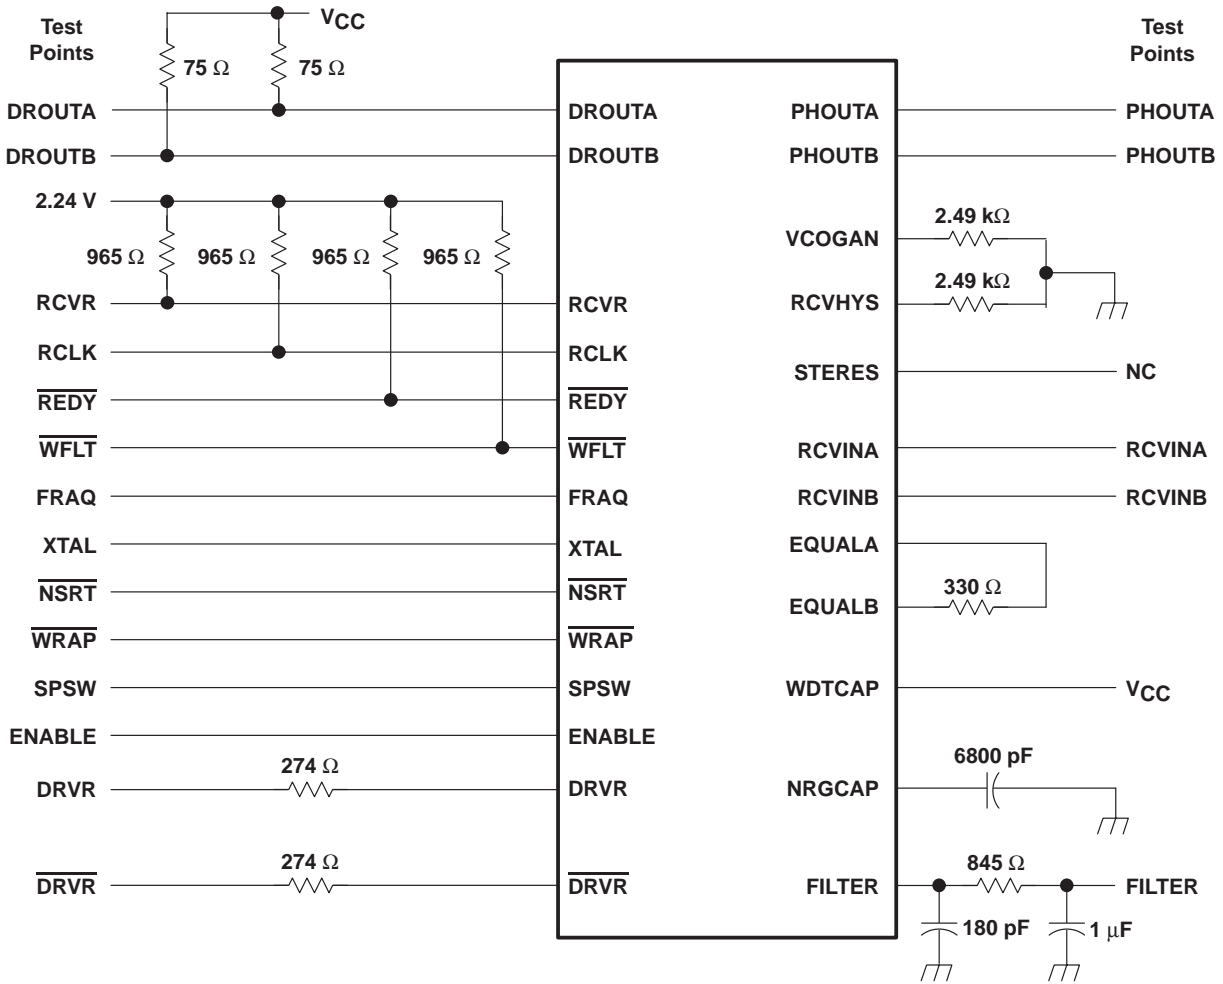 Test
Points
VCC
Test
Points
75 Ω
75 Ω
DROUTA
DROUTA
PHOUTA
PHOUTA
DROUTB
DROUTB
PHOUTB
PHOUTB
2.24 V
2.49 kΩ
VCOGAN
965 Ω
965 Ω
965 Ω
965 Ω
2.49 kΩ
RCVR
RCVR
RCVHYS
RCLK
RCLK
STERES
NC
REDY
REDY
WFLT
WFLT
RCVINA
RCVINA
FRAQ
FRAQ
RCVINB
RCVINB
XTAL
XTAL
EQUALA
NSRT
NSRT
330 Ω
EQUALB
WRAP
WRAP
SPSW
SPSW
WDTCAP
VCC
ENABLE
ENABLE
6800 pF
274 Ω
DRVR
DRVR
NRGCAP
274 Ω
845 Ω
DRVR
DRVR
FILTER
FILTER
180 pF
1 μF